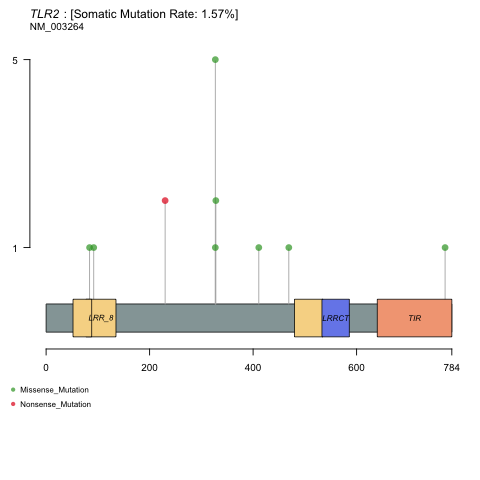 TLR2 : [Somatic Mutation Rate: 1.57%]
NM_003264
5
1
LRR_8
LRRCT
TIR
0 200 400 600 784
Missense_Mutation
Nonsense_Mutation